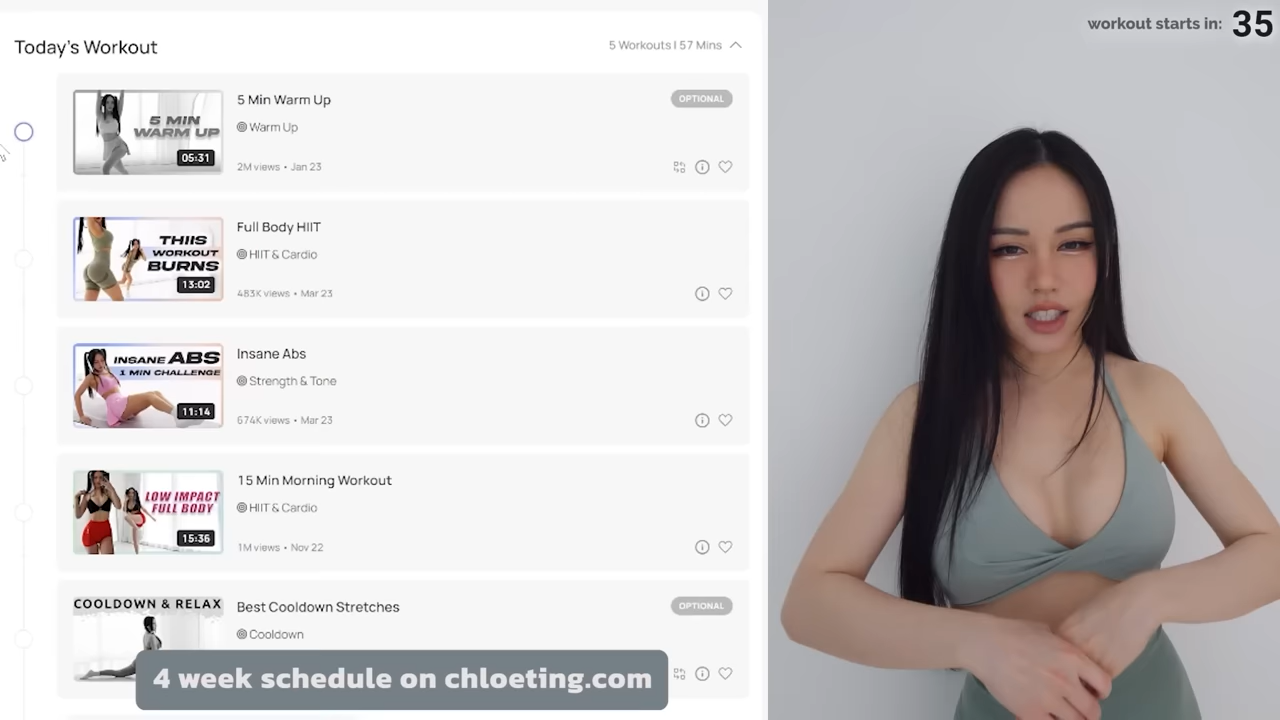 workout starts in: 35
Today's Workout
5 Workouts | 57 Mins
5 MIN
WARM UP
05:31
5 Min Warm Up
OPTIONAL
Warm Up
2M views • Jan 23
THIIS
WORKOUT
BURNS
13:02
Full Body HIIT
HIIT & Cardio
483K views • Mar 23
INSANE ABS
1 MIN CHALLENGE
11:14
Insane Abs
Strength & Tone
674K views • Mar 23
LOW IMPACT
FULL BODY
15:36
15 Min Morning Workout
HIIT & Cardio
1M views • Nov 22
COOLDOWN & RELAX
Best Cooldown Stretches
OPTIONAL
Cooldown
4 week schedule on chloeting.com